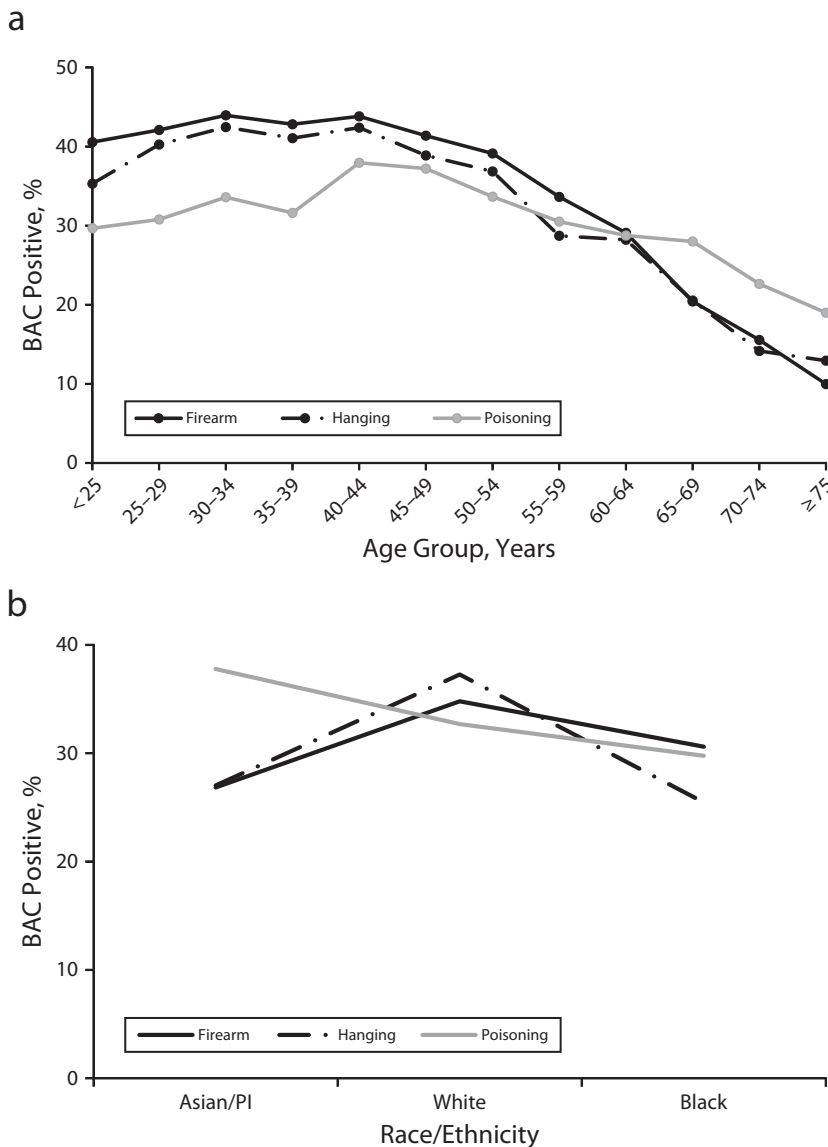 a
50
40
30
20
10
0
BAC Positive, %
Firearm Hanging Poisoning
<25 25–29 30–34 35–39 40–44 45–49 50–54 55–59 60–64 65–69 70–74 ≥75
Age Group, Years
b
40
30
20
10
0
BAC Positive, %
Firearm Hanging Poisoning
Asian/PI White Black
Race/Ethnicity